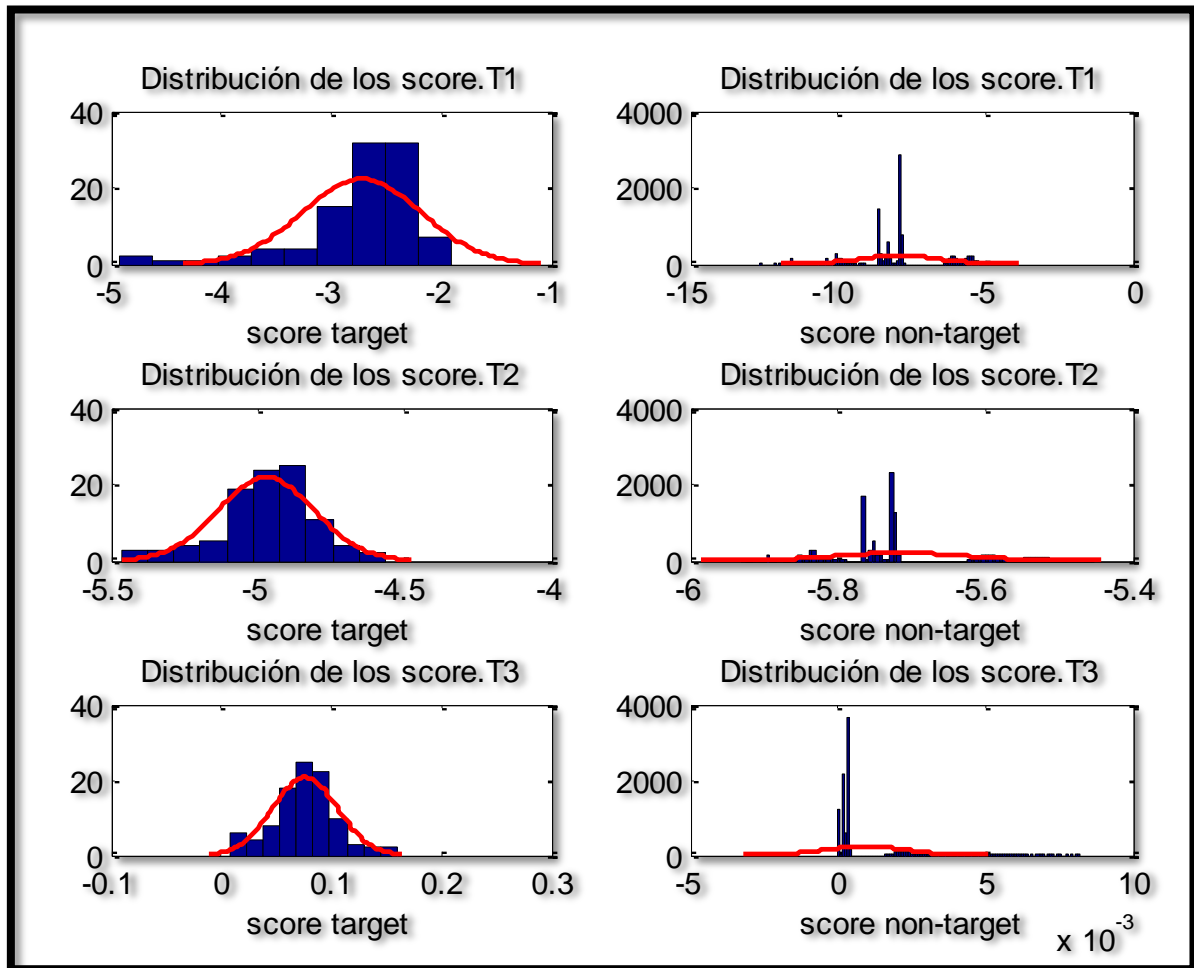 Distribución de los score.T1
40
20
0
-5 -4 -3 -2 -1
score target
Distribución de los score.T1
4000
2000
0
-15 -10 -5 0
score non-target
Distribución de los score.T2
40
20
0
-5.5 -5 -4.5 -4
score target
Distribución de los score.T2
4000
2000
0
-6 -5.8 -5.6 -5.4
score non-target
Distribución de los score.T3
40
20
0
-0.1 0 0.1 0.2 0.3
score target
Distribución de los score.T3
4000
2000
0
-5 0 5 10
score non-target
x 10^-3